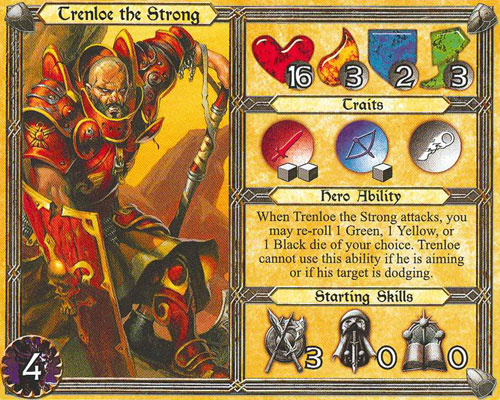 Trenloe the Strong
16 3 2 3
Traits
Hero Ability
When Trenloe the Strong attacks, you
may re-roll 1 Green, 1 Yellow, or
1 Black die of your choice. Trenloe
cannot use this ability if he is aiming
or if his target is dodging.
Starting Skills
3 0 0
4